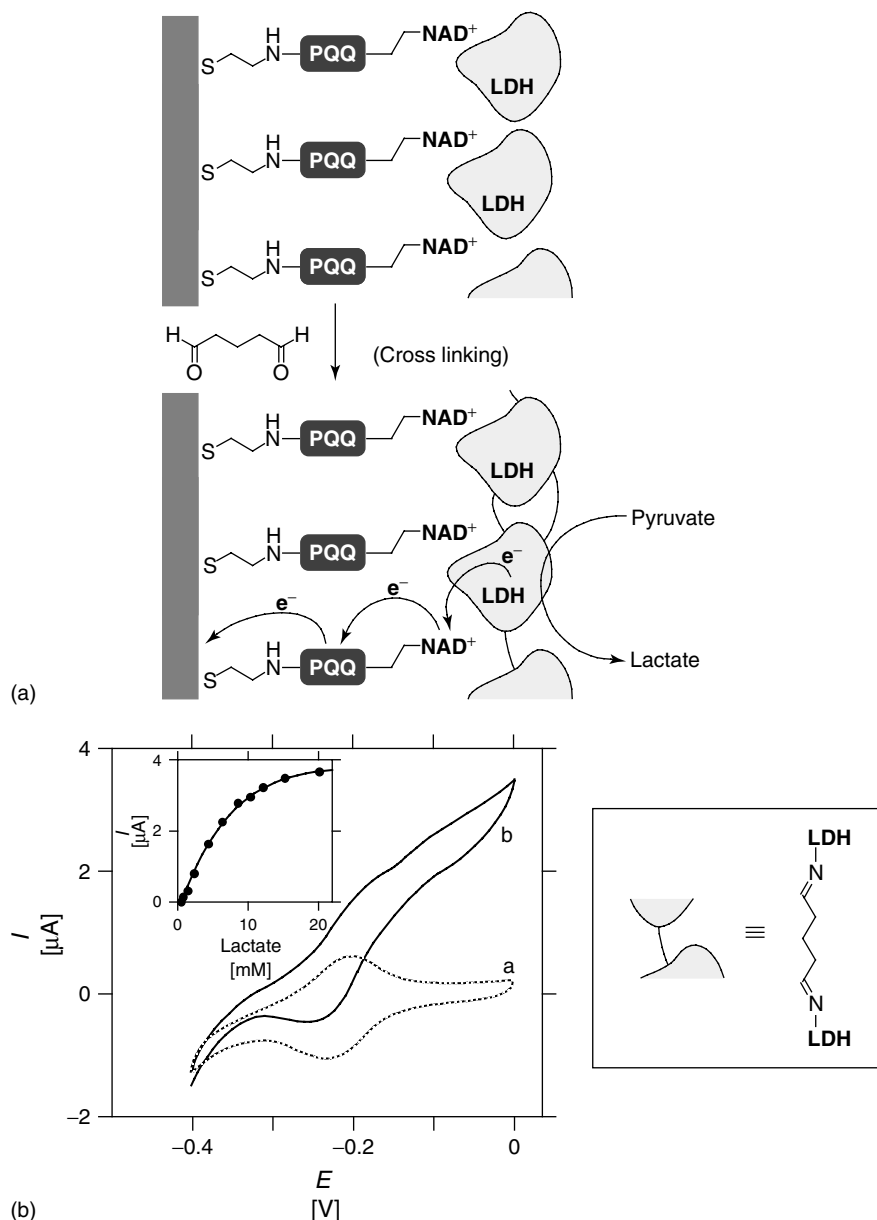 NAD+
H
S N PQQ
LDH
NAD+
H
S N PQQ
LDH
NAD+
H
S N PQQ
H H
O O
(Cross linking)
NAD+
H
S N PQQ
LDH
NAD+
H
S N PQQ
Pyruvate
e−
LDH
e− e−
NAD+
H
S N PQQ
Lactate
(a)
4
2
0
I
[μA]
0 10 20
Lactate
[mM]
4
2
0
−2
I
[μA]
b
a
−0.4 −0.2 0
E
[V]
(b)
≡
LDH
N
N
LDH